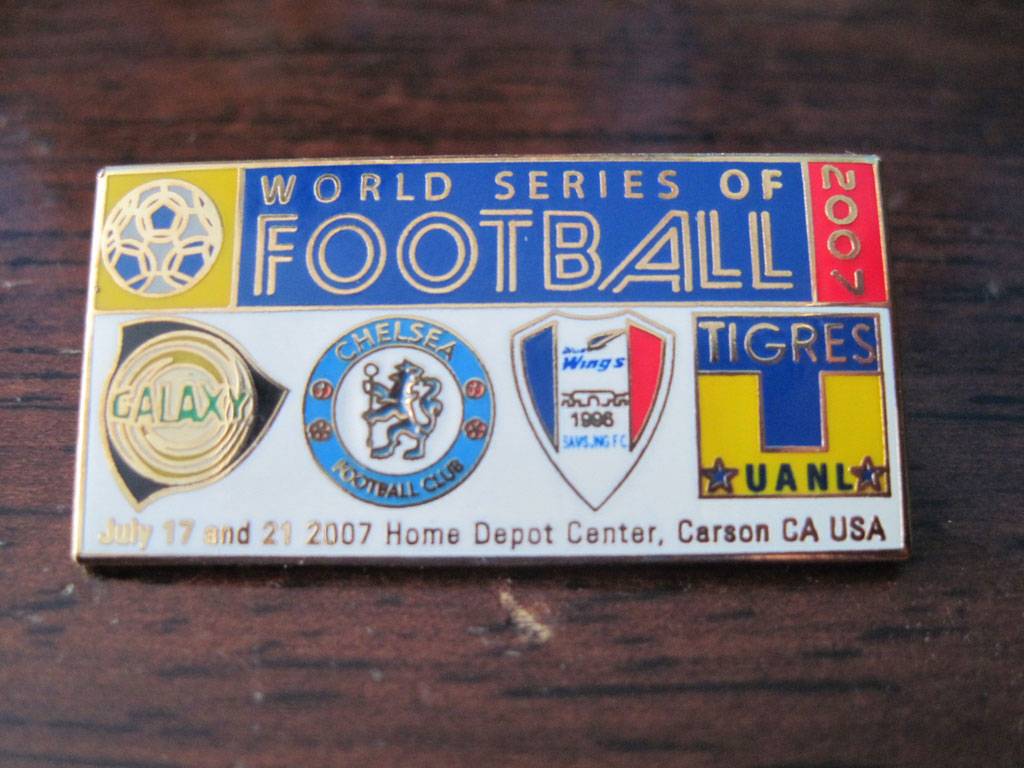 WORLD SERIES OF
FOOTBALL
2007
GALAXY
CHELSEA
FOOTBALL CLUB
Wings
1996
SAMSUNG F.C.
TIGRES
UANL
July 17 and 21 2007 Home Depot Center, Carson CA USA